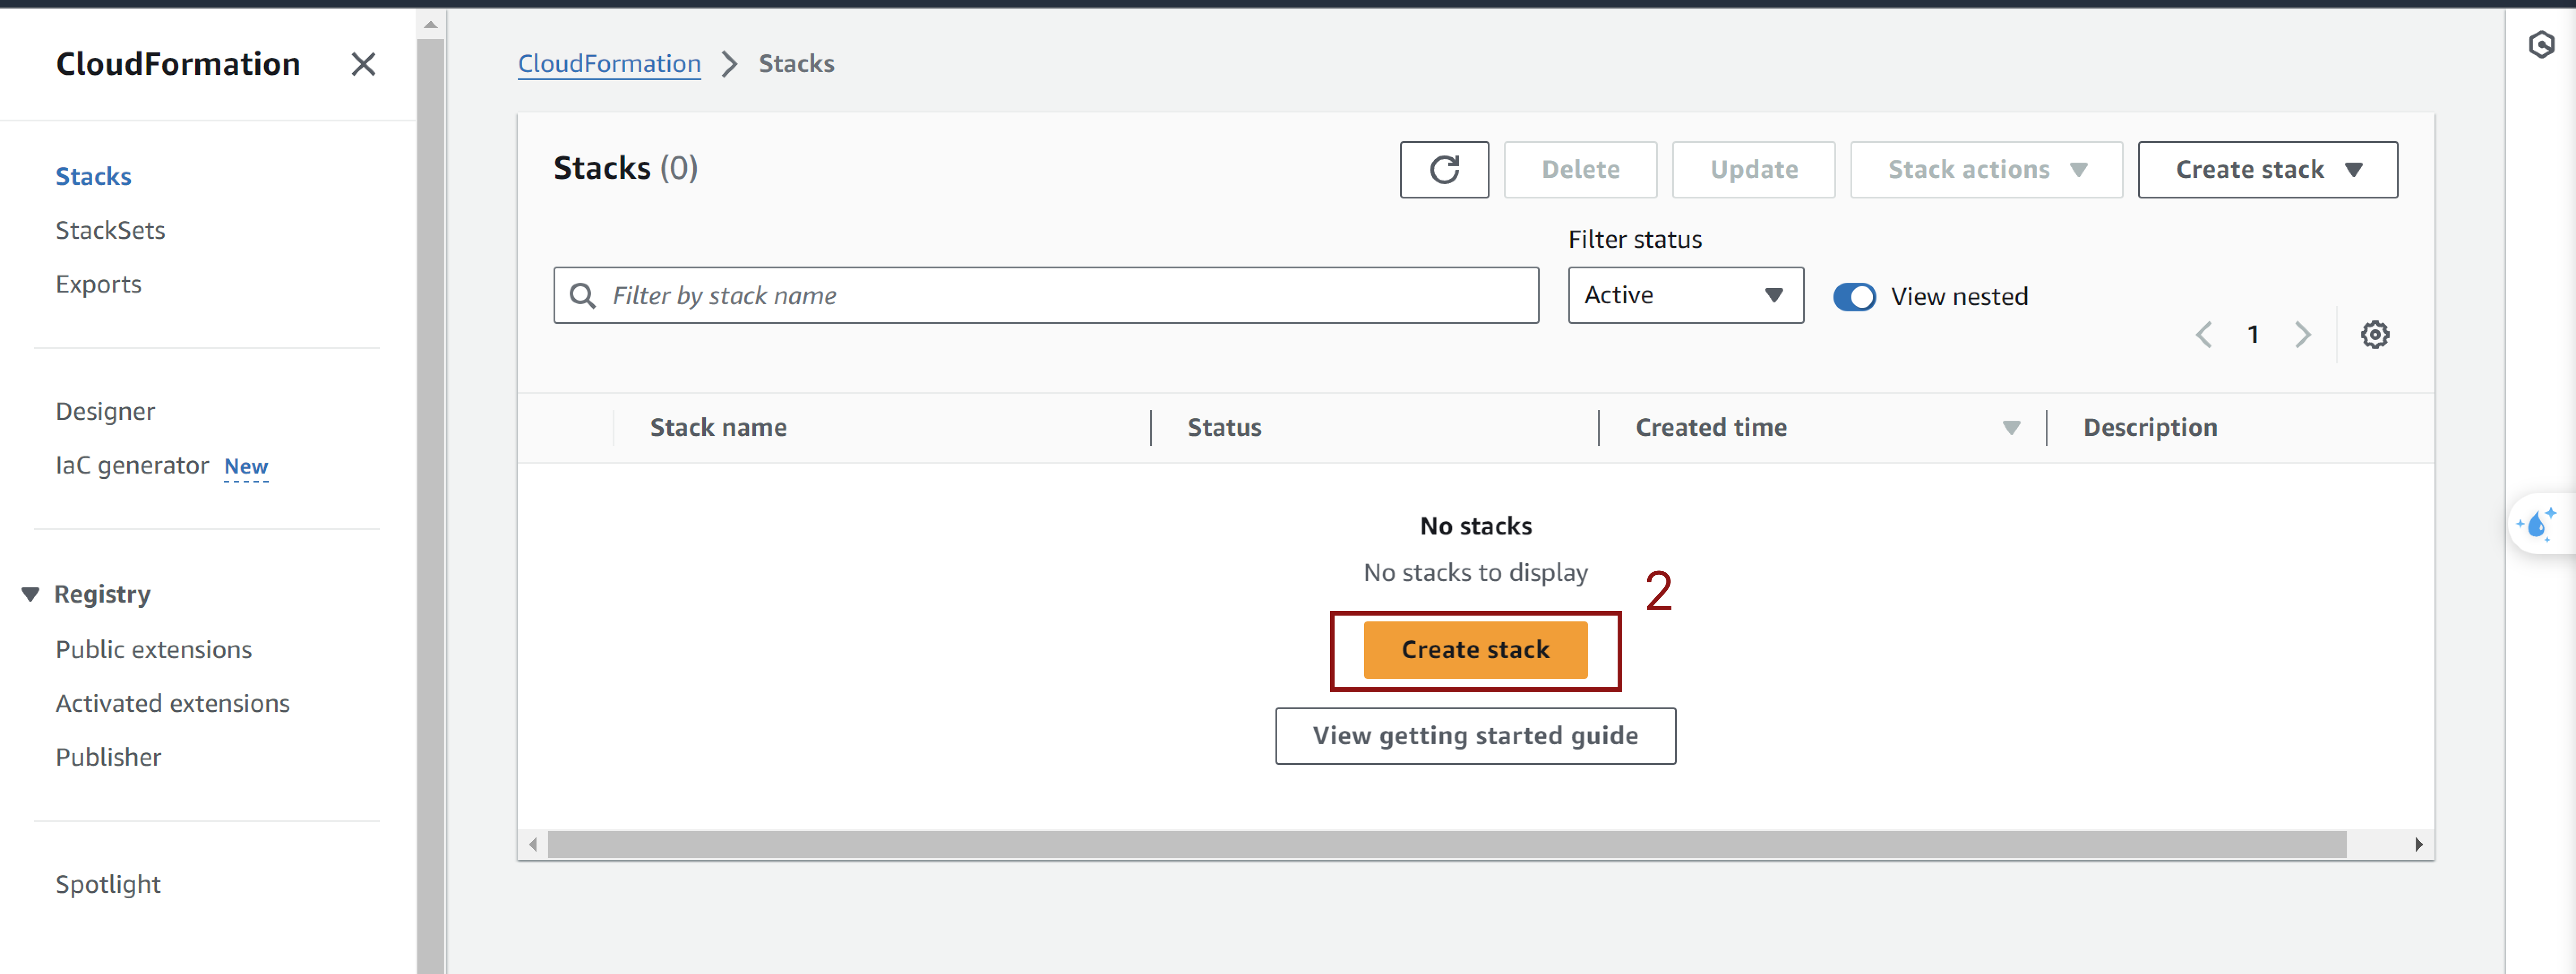 CloudFormation
Stacks
StackSets
Exports
Designer
IaC generator New
Registry
Public extensions
Activated extensions
Publisher
Spotlight
CloudFormation Stacks
Stacks (0)
Delete
Update
Stack actions
Create stack
Filter by stack name
Filter status
Active
View nested
1
Stack name
Status
Created time
Description
No stacks
No stacks to display
2
Create stack
View getting started guide